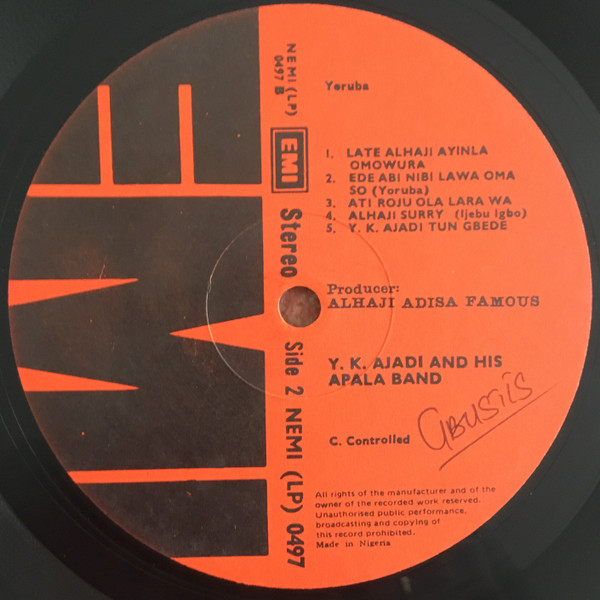 NEMI (LP)
0497 B
EMI
Stereo
Side 2 NEMI (LP) 0497
Yoruba
1. LATE ALHAJI AYINLA
OMOWURA
2. EDE ABI NIBI LAWA OMA
SO (Yoruba)
3. ATI ROJU OLA LARA WA
4. ALHAJI SURRY (Ijebu Igbo)
5. Y. K. AJADI TUN GBEDE
Producer:
ALHAJI ADISA FAMOUS
Y. K. AJADI AND HIS
APALA BAND
C. Controlled
All rights of the manufacturer and of the
owner of the recorded work reserved.
Unauthorised public performance,
broadcasting and copying of
this record prohibited.
Made in Nigeria